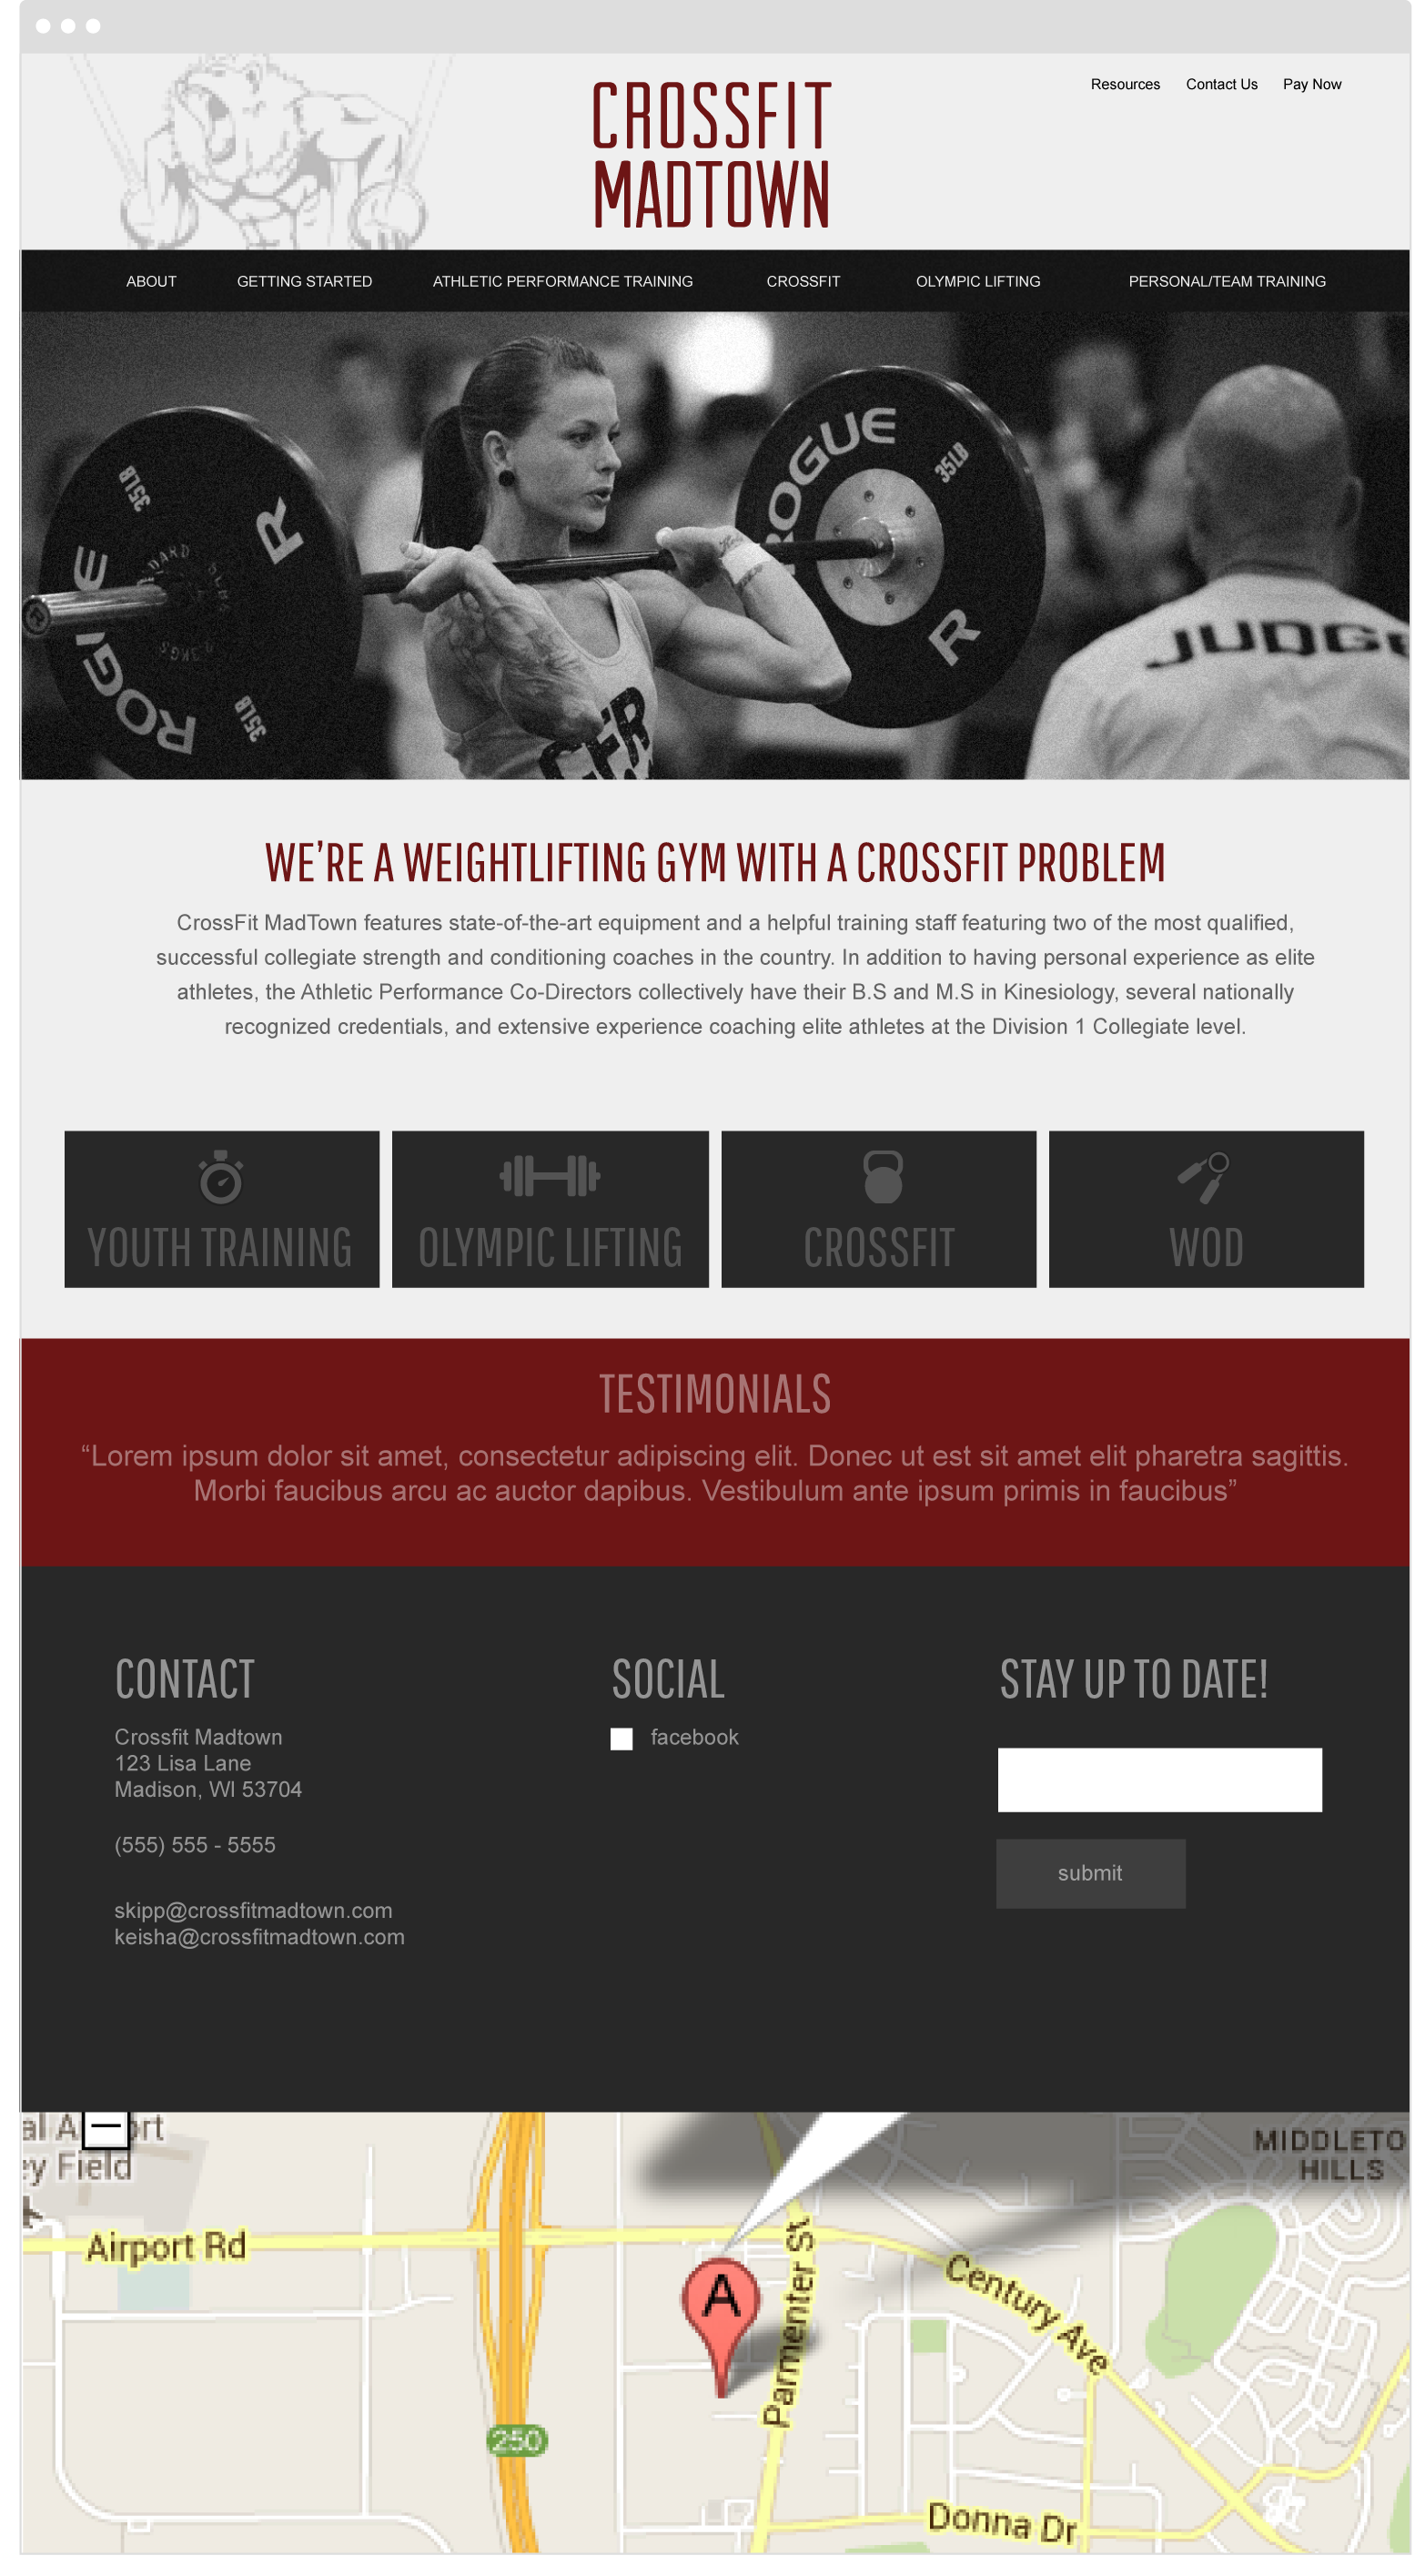 CROSSFIT
MADTOWN
Resources Contact Us Pay Now
ABOUT GETTING STARTED ATHLETIC PERFORMANCE TRAINING CROSSFIT OLYMPIC LIFTING PERSONAL/TEAM TRAINING
ROGUE
35LB
R
35LB
ROGUE
35LB
R
JUDGE
WE’RE A WEIGHTLIFTING GYM WITH A CROSSFIT PROBLEM
CrossFit MadTown features state-of-the-art equipment and a helpful training staff featuring two of the most qualified,
successful collegiate strength and conditioning coaches in the country. In addition to having personal experience as elite
athletes, the Athletic Performance Co-Directors collectively have their B.S and M.S in Kinesiology, several nationally
recognized credentials, and extensive experience coaching elite athletes at the Division 1 Collegiate level.
YOUTH TRAINING OLYMPIC LIFTING CROSSFIT WOD
TESTIMONIALS
“Lorem ipsum dolor sit amet, consectetur adipiscing elit. Donec ut est sit amet elit pharetra sagittis.
Morbi faucibus arcu ac auctor dapibus. Vestibulum ante ipsum primis in faucibus”
CONTACT
Crossfit Madtown
123 Lisa Lane
Madison, WI 53704
(555) 555 - 5555
skipp@crossfitmadtown.com
keisha@crossfitmadtown.com
SOCIAL
facebook
STAY UP TO DATE!
submit
Field
MIDDLETO
HILLS
Airport Rd
Parmenter St
Century Ave
A
250
Donna Dr